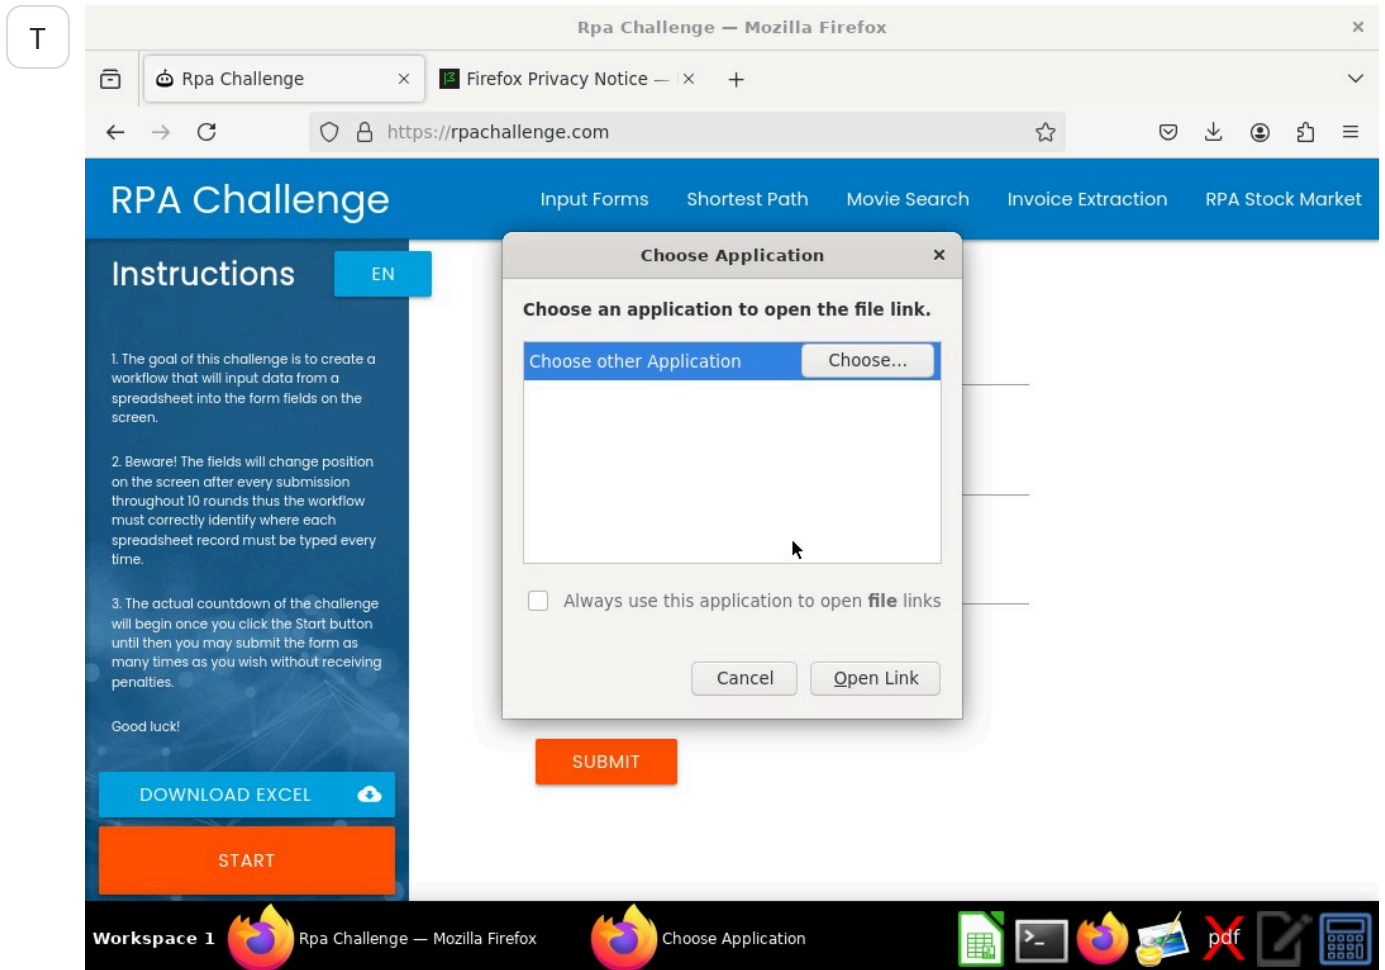 T
Rpa Challenge — Mozilla Firefox
Rpa Challenge
Firefox Privacy Notice —
https://rpachallenge.com
RPA Challenge
Input Forms
Shortest Path
Movie Search
Invoice Extraction
RPA Stock Market
Instructions
EN
1. The goal of this challenge is to create a
workflow that will input data from a
spreadsheet into the form fields on the
screen.
2. Beware! The fields will change position
on the screen after every submission
throughout 10 rounds thus the workflow
must correctly identify where each
spreadsheet record must be typed every
time.
3. The actual countdown of the challenge
will begin once you click the Start button
until then you may submit the form as
many times as you wish without receiving
penalties.
Good luck!
DOWNLOAD EXCEL
START
Choose Application
Choose an application to open the file link.
Choose other Application
Choose...
Always use this application to open file links
Cancel
Open Link
SUBMIT
Workspace 1
Rpa Challenge — Mozilla Firefox
Choose Application
pdf